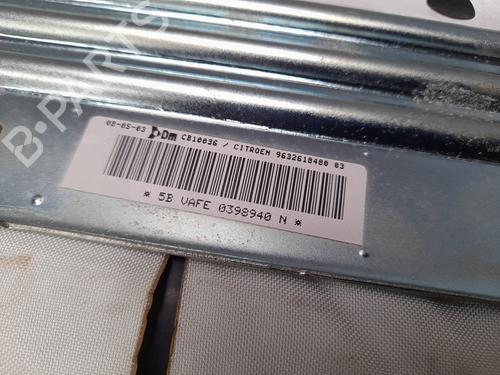 08-05-03 Dm CB10036 / CITROEN 9632618480 03
* 5B VAFE 0398940 N *
B-PARTS